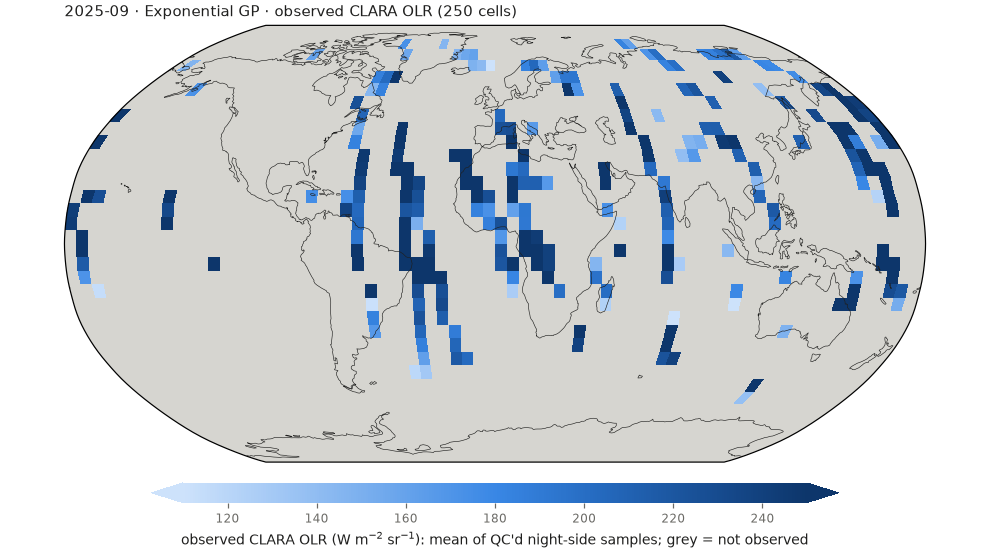 2025-09 · Exponential GP · observed CLARA OLR (250 cells)
120 140 160 180 200 220 240
observed CLARA OLR (W m⁻² sr⁻¹): mean of QC'd night-side samples; grey = not observed